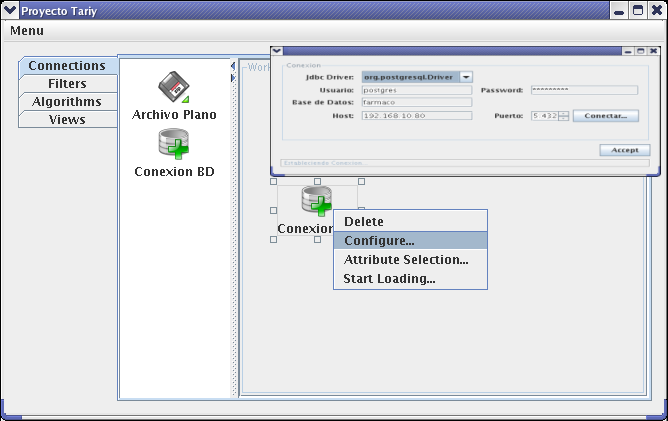 Proyecto Tariy
Menu
Connections
Filters
Algorithms
Views
Archivo Plano
Conexion BD
Work
Conexion
Jdbc Driver: org.postgresql.Driver
Usuario: postgres Password: *********
Base de Datos: farmaco
Host: 192.168.10.80 Puerto: 5.432 Conectar...
Accept
Estableciendo Conexion...
Conexion
Delete
Configure...
Attribute Selection...
Start Loading...